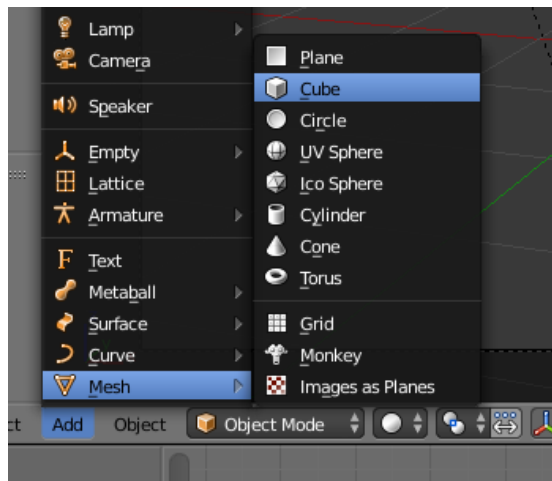 Lamp
Camera
Speaker
Empty
Lattice
Armature
Text
Metaball
Surface
Curve
Mesh
Plane
Cube
Circle
UV Sphere
Ico Sphere
Cylinder
Cone
Torus
Grid
Monkey
Images as Planes
ct Add Object Object Mode